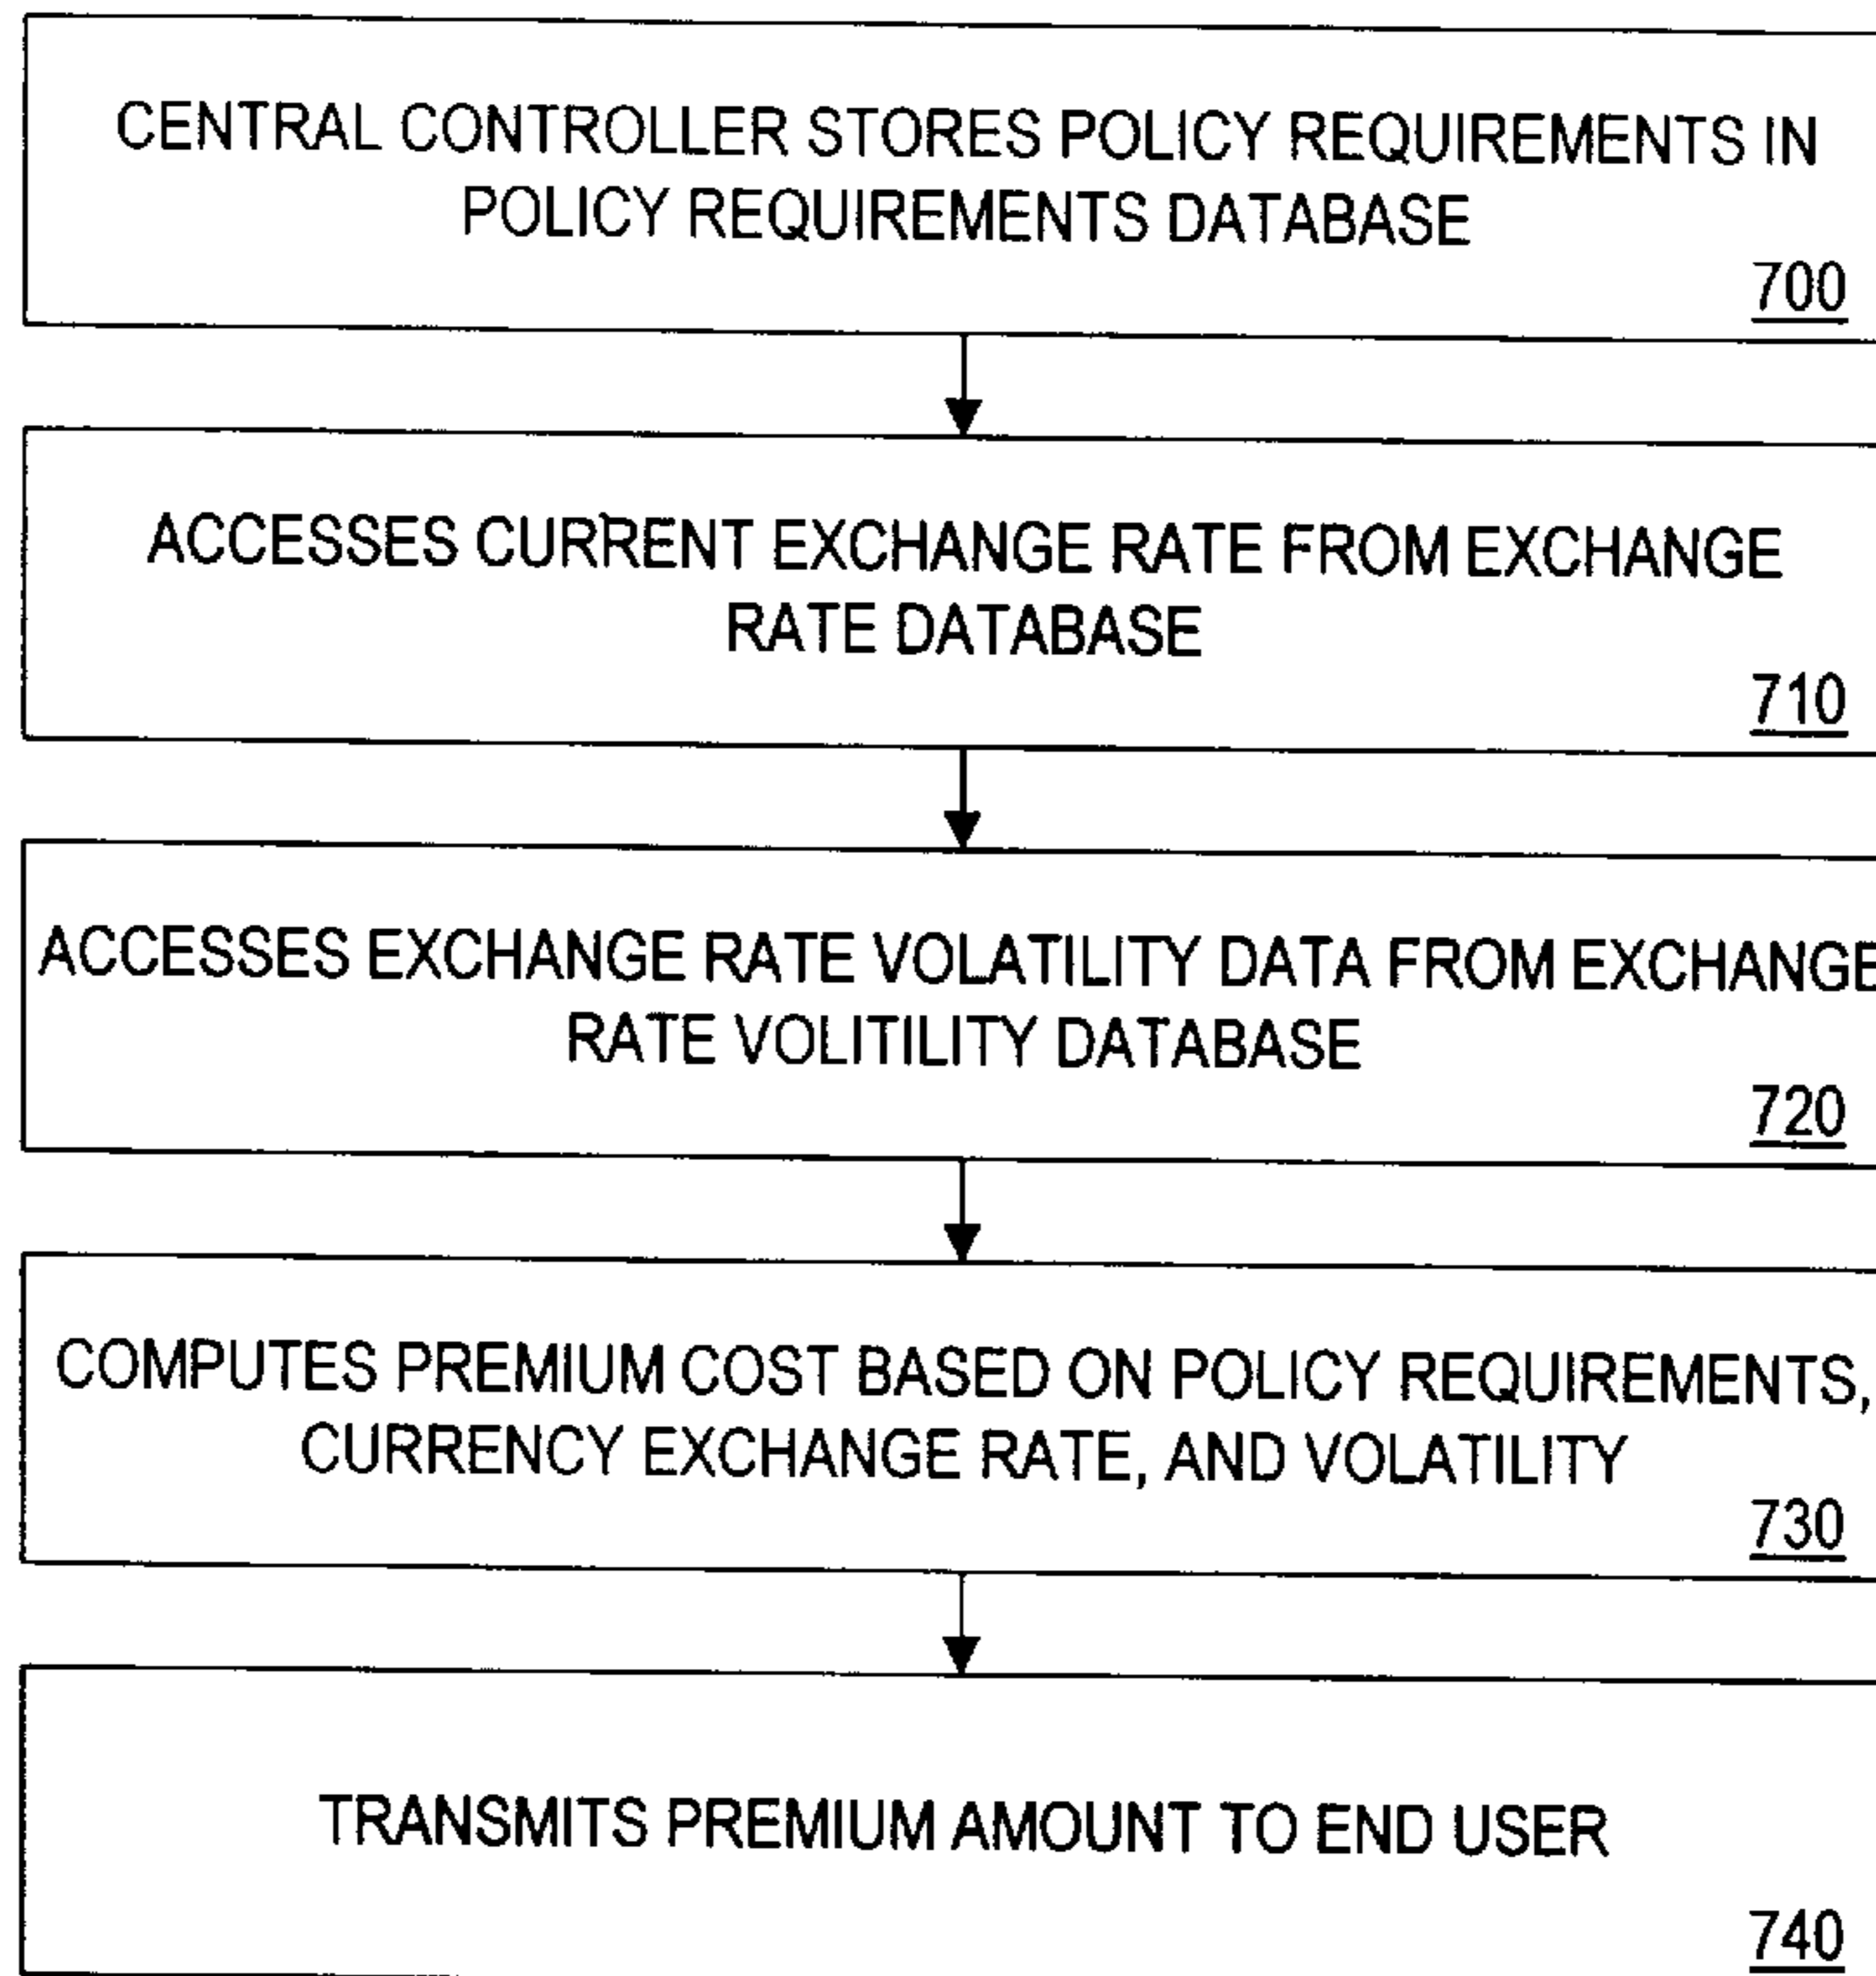 CENTRAL CONTROLLER STORES POLICY REQUIREMENTS IN
POLICY REQUIREMENTS DATABASE
700
ACCESSES CURRENT EXCHANGE RATE FROM EXCHANGE
RATE DATABASE
710
ACCESSES EXCHANGE RATE VOLATILITY DATA FROM EXCHANGE
RATE VOLITILITY DATABASE
720
COMPUTES PREMIUM COST BASED ON POLICY REQUIREMENTS,
CURRENCY EXCHANGE RATE, AND VOLATILITY
730
TRANSMITS PREMIUM AMOUNT TO END USER
740